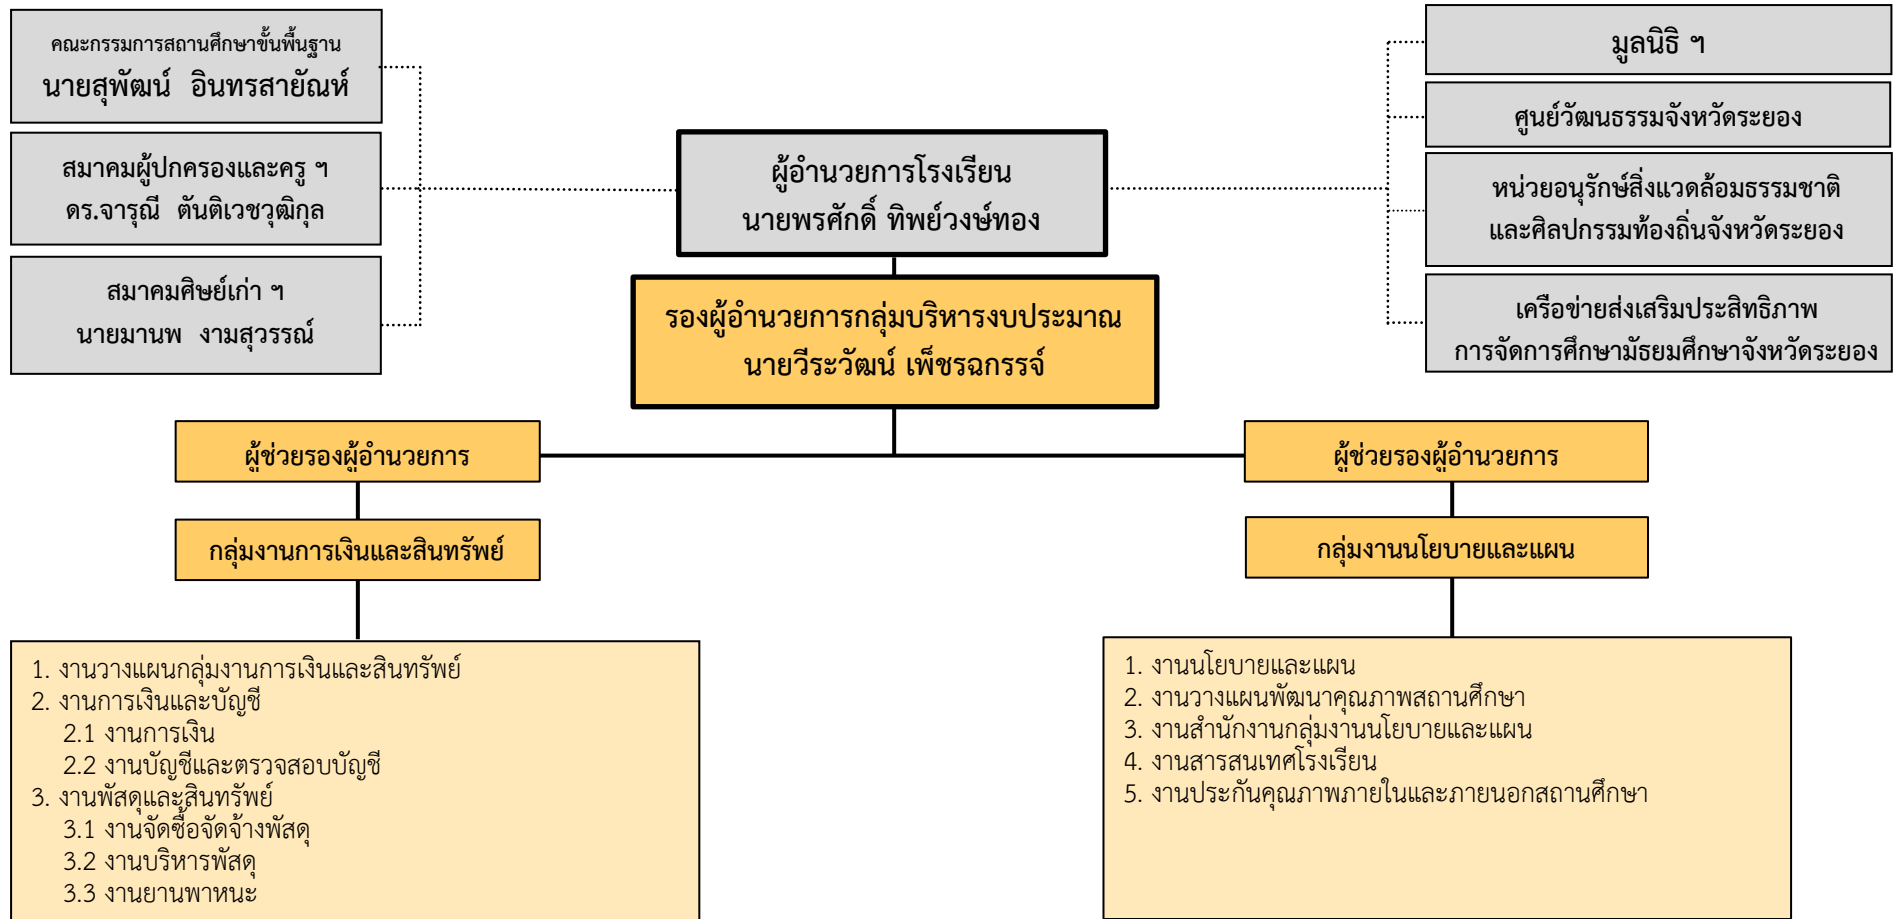 คณะกรรมการสถานศึกษาขั้นพื้นฐาน
นายสุพัฒน์ อินทรสายัณห์
สมาคมผู้ปกครองและครู ฯ
ดร.จารุณี ตันติเวชวุฒิกุล
สมาคมศิษย์เก่า ฯ
นายมานพ งามสุวรรณ์
ผู้อำนวยการโรงเรียน
นายพรศักดิ์ ทิพย์วงษ์ทอง
รองผู้อำนวยการกลุ่มบริหารงบประมาณ
นายวีระวัฒน์ เพ็ชรฉกรรจ์
มูลนิธิ ฯ
ศูนย์วัฒนธรรมจังหวัดระยอง
หน่วยอนุรักษ์สิ่งแวดล้อมธรรมชาติ
และศิลปกรรมท้องถิ่นจังหวัดระยอง
เครือข่ายส่งเสริมประสิทธิภาพ
การจัดการศึกษามัธยมศึกษาจังหวัดระยอง
ผู้ช่วยรองผู้อำนวยการ
กลุ่มงานการเงินและสินทรัพย์
1. งานวางแผนกลุ่มงานการเงินและสินทรัพย์
2. งานการเงินและบัญชี
2.1 งานการเงิน
2.2 งานบัญชีและตรวจสอบบัญชี
3. งานพัสดุและสินทรัพย์
3.1 งานจัดซื้อจัดจ้างพัสดุ
3.2 งานบริหารพัสดุ
3.3 งานยานพาหนะ
ผู้ช่วยรองผู้อำนวยการ
กลุ่มงานนโยบายและแผน
1. งานนโยบายและแผน
2. งานวางแผนพัฒนาคุณภาพสถานศึกษา
3. งานสำนักงานกลุ่มงานนโยบายและแผน
4. งานสารสนเทศโรงเรียน
5. งานประกันคุณภาพภายในและภายนอกสถานศึกษา